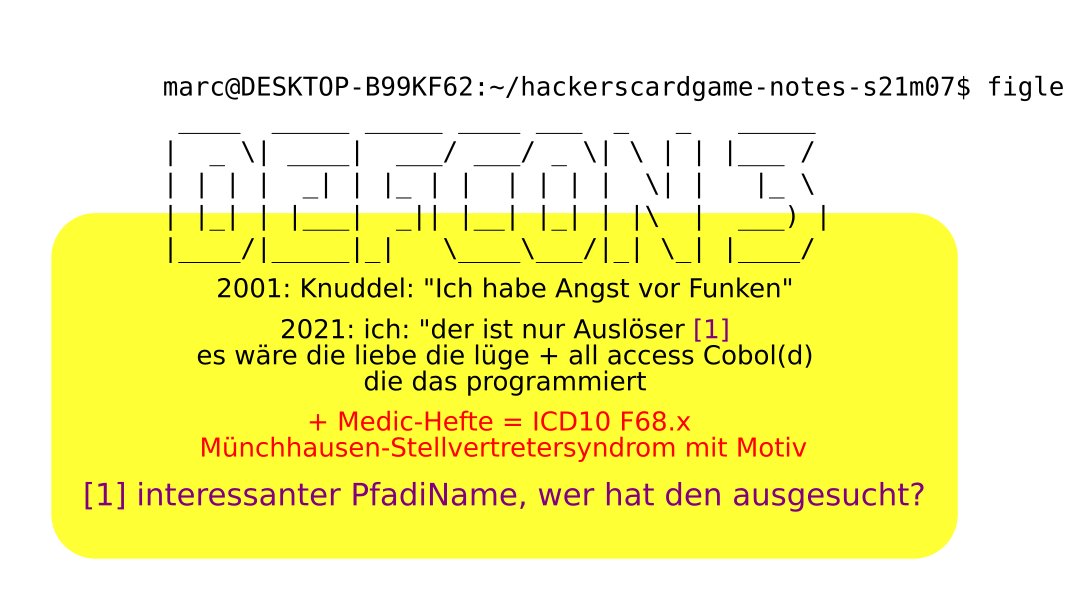 marc@DESKTOP-B99KF62:~/hackerscardgame-notes-s21m07$ figle
DEFCON 3
2001: Knuddel: "Ich habe Angst vor Funken"
2021: ich: "der ist nur Auslöser [1]
es wäre die liebe die lüge + all access Cobol(d)
die das programmiert
+ Medic-Hefte = ICD10 F68.x
Münchhausen-Stellvertretersyndrom mit Motiv
[1] interessanter PfadiName, wer hat den ausgesucht?